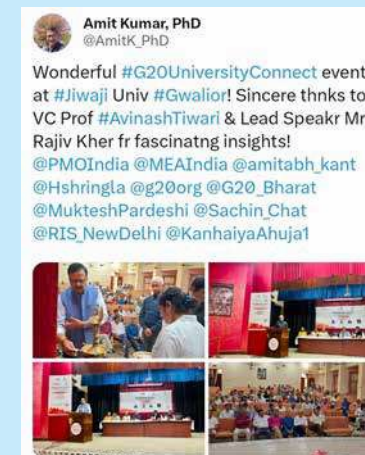 Amit Kumar, PhD
@AmitK_PhD
Wonderful #G20UniversityConnect event
at #Jiwaji Univ #Gwalior! Sincere thnks to
VC Prof #AvinashTiwari & Lead Speakr Mr
Rajiv Kher fr fascinatng insights!
@PMOIndia @MEAIndia @amitabh_kant
@Hshringla @g20org @G20_Bharat
@MukteshPardeshi @Sachin_Chat
@RIS_NewDelhi @KanhaiyaAhuja1